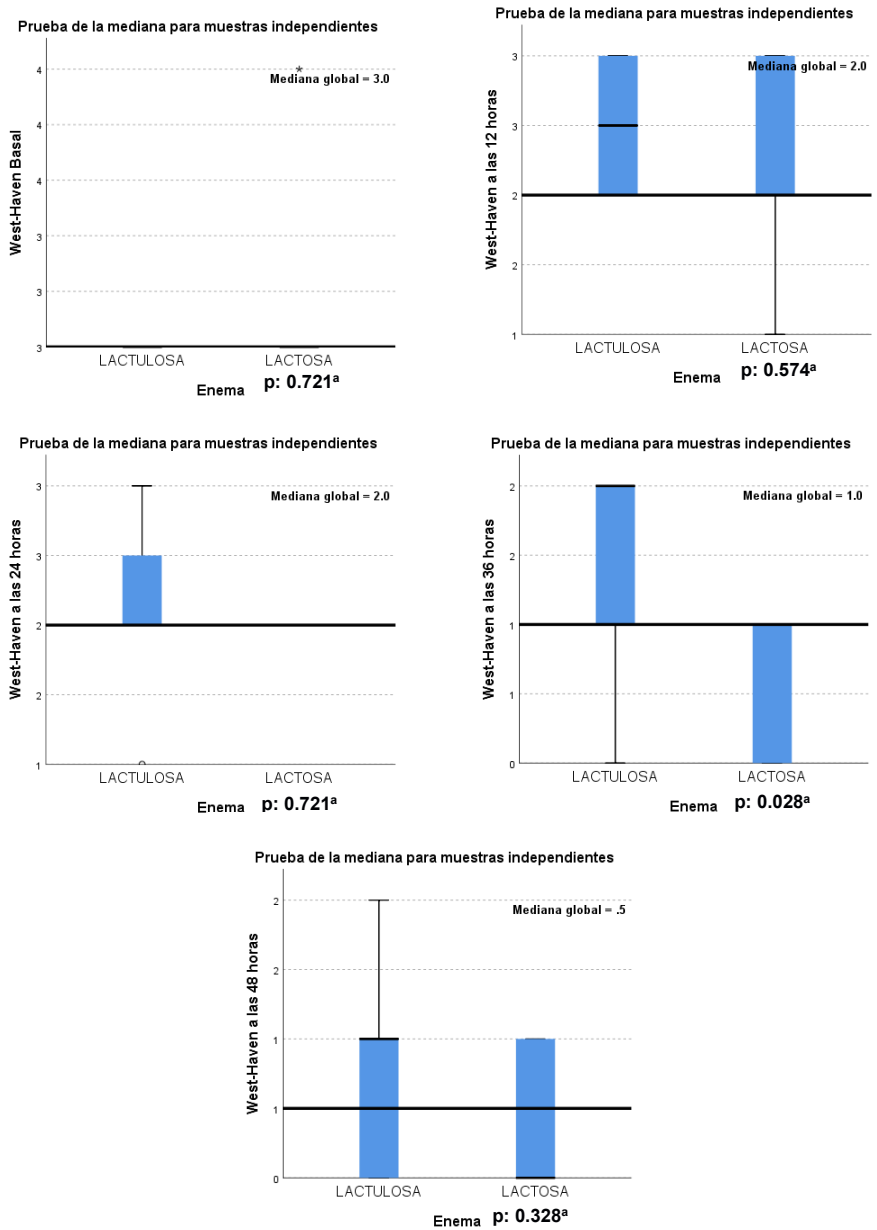 Prueba de la mediana para muestras independientes
Mediana global = 3.0
West-Haven Basal
4
4
4
3
3
3
LACTULOSA
LACTOSA
Enema
p: 0.721ª
Prueba de la mediana para muestras independientes
Mediana global = 2.0
West-Haven a las 12 horas
3
3
2
2
1
LACTULOSA
LACTOSA
Enema
p: 0.574ª
Prueba de la mediana para muestras independientes
Mediana global = 2.0
West-Haven a las 24 horas
3
3
2
2
1
LACTULOSA
LACTOSA
Enema
p: 0.721ª
Prueba de la mediana para muestras independientes
Mediana global = 1.0
West-Haven a las 36 horas
2
2
1
1
0
LACTULOSA
LACTOSA
Enema
p: 0.028ª
Prueba de la mediana para muestras independientes
Mediana global = .5
West-Haven a las 48 horas
2
2
1
1
0
LACTULOSA
LACTOSA
Enema
p: 0.328ª